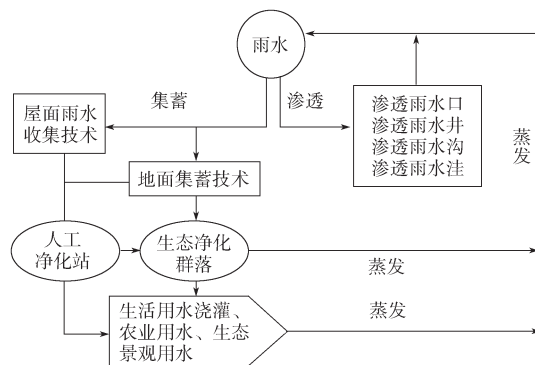 雨水
集蓄
渗透
屋面雨水
收集技术
渗透雨水口
渗透雨水井
渗透雨水沟
渗透雨水洼
蒸发
地面集蓄技术
人工
净化站
生态净化
群落
蒸发
生活用水浇灌、
农业用水、生态
景观用水
蒸发